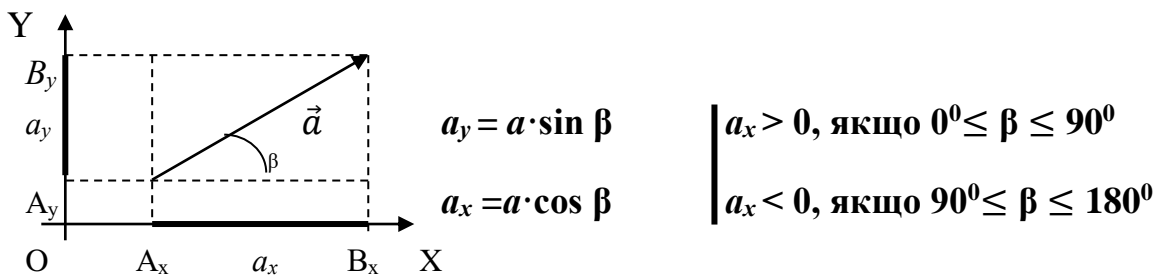 Y
B_y
a_y
A_y
O A_x a_x B_x X
a⃗
β
a_y = a·sin β
a_x =a·cos β
a_x > 0, якщо 0⁰≤ β ≤ 90⁰
a_x < 0, якщо 90⁰≤ β ≤ 180⁰